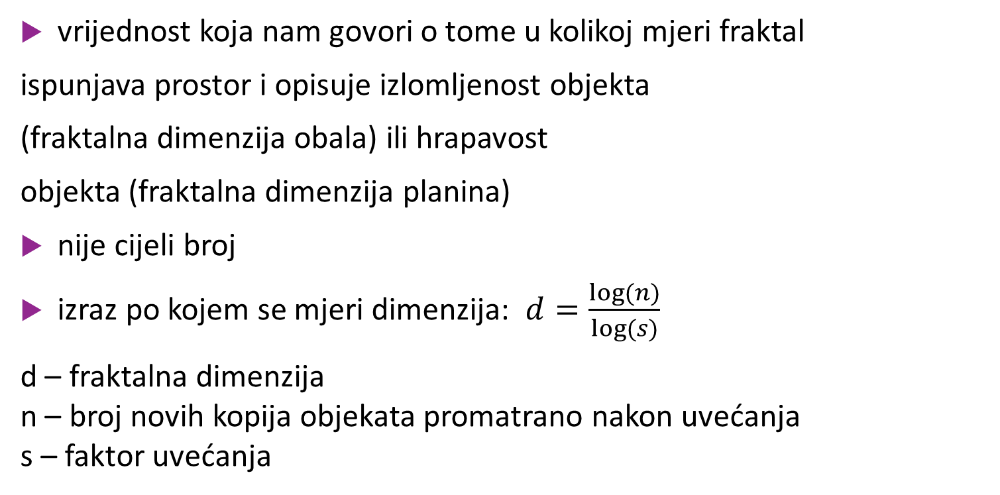 ▶ vrijednost koja nam govori o tome u kolikoj mjeri fraktal
ispunjava prostor i opisuje izlomljenost objekta
(fraktalna dimenzija obala) ili hrapavost
objekta (fraktalna dimenzija planina)
▶ nije cijeli broj
▶ izraz po kojem se mjeri dimenzija: d = log(n)/log(s)
d – fraktalna dimenzija
n – broj novih kopija objekata promatrano nakon uvećanja
s – faktor uvećanja